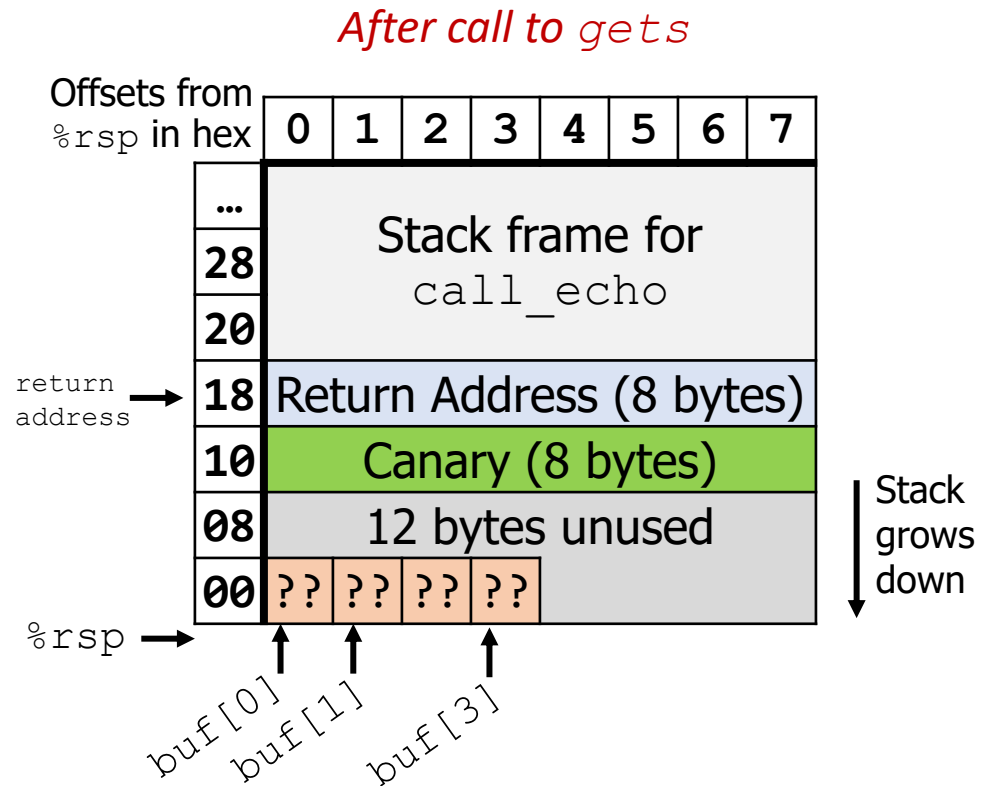 After call to gets
Offsets from
%rsp in hex
0 1 2 3 4 5 6 7
…
Stack frame for
call_echo
28
20
return
address
18 Return Address (8 bytes)
10 Canary (8 bytes)
08 12 bytes unused
00 ?? ?? ?? ??
Stack
grows
down
%rsp
buf[0]
buf[1]
buf[3]